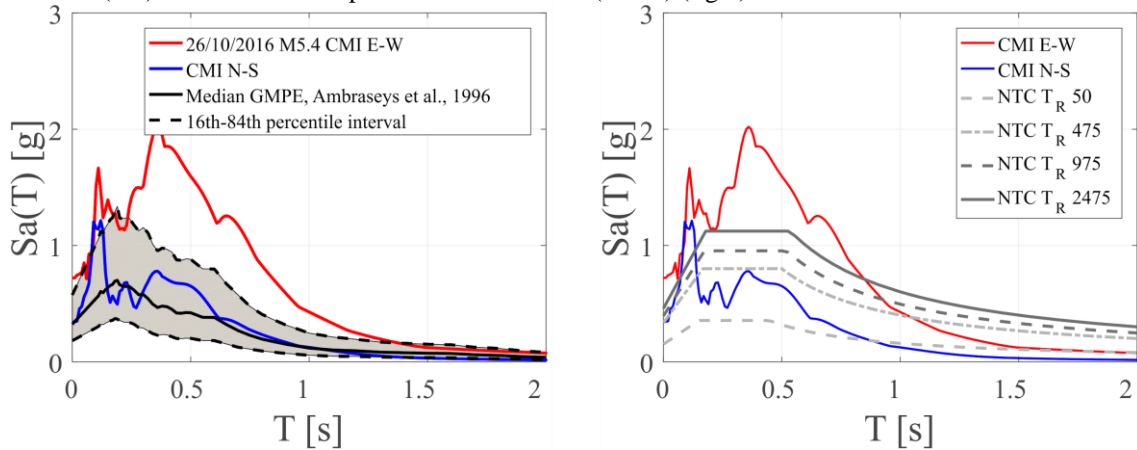 3
2
1
0
Sa(T) [g]
26/10/2016 M5.4 CMI E-W
CMI N-S
Median GMPE, Ambraseys et al., 1996
16th-84th percentile interval
0 0.5 1 1.5 2
T [s]
3
2
1
0
Sa(T) [g]
CMI E-W
CMI N-S
NTC T_R 50
NTC T_R 475
NTC T_R 975
NTC T_R 2475
0 0.5 1 1.5 2
T [s]